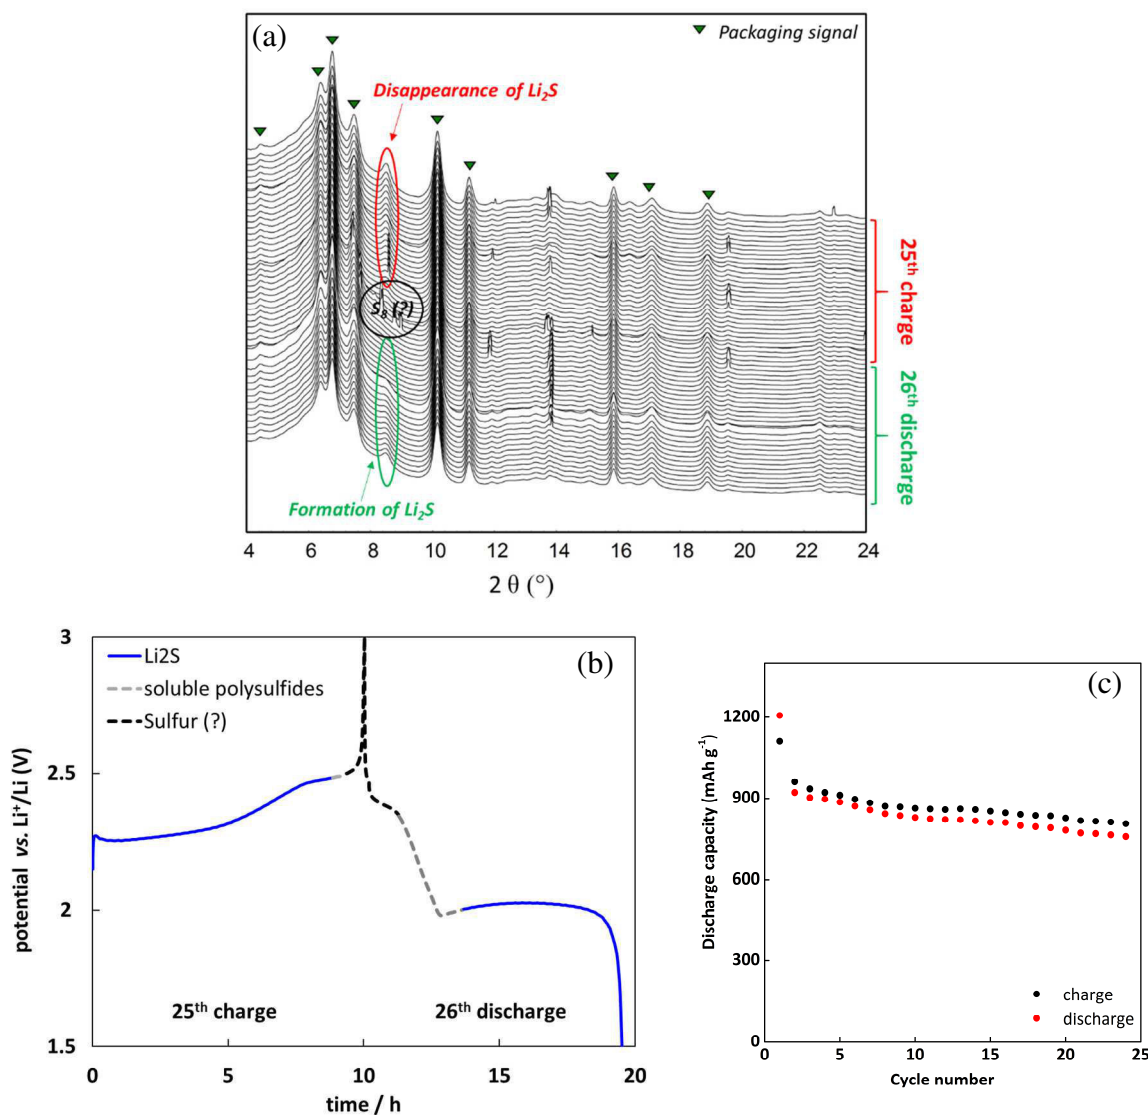 (a)
Packaging signal
Disappearance of Li₂S
S₈ (?)
Formation of Li₂S
25ᵗʰ charge
26ᵗʰ discharge
4 6 8 10 12 14 16 18 20 22 24
2 θ (°)
(b)
Li2S
soluble polysulfides
Sulfur (?)
3
2.5
2
1.5
potential vs. Li⁺/Li (V)
25ᵗʰ charge
26ᵗʰ discharge
0 5 10 15 20
time / h
(c)
1200
900
600
300
0
Discharge capacity (mAh g⁻¹)
charge
discharge
0 5 10 15 20 25
Cycle number